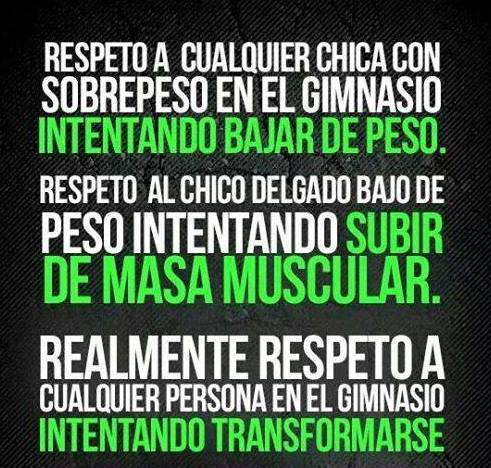 RESPETO A CUALQUIER CHICA CON
SOBREPESO EN EL GIMNASIO
INTENTANDO BAJAR DE PESO.
RESPETO AL CHICO DELGADO BAJO DE
PESO INTENTANDO SUBIR
DE MASA MUSCULAR.
REALMENTE RESPETO A
CUALQUIER PERSONA EN EL GIMNASIO
INTENTANDO TRANSFORMARSE